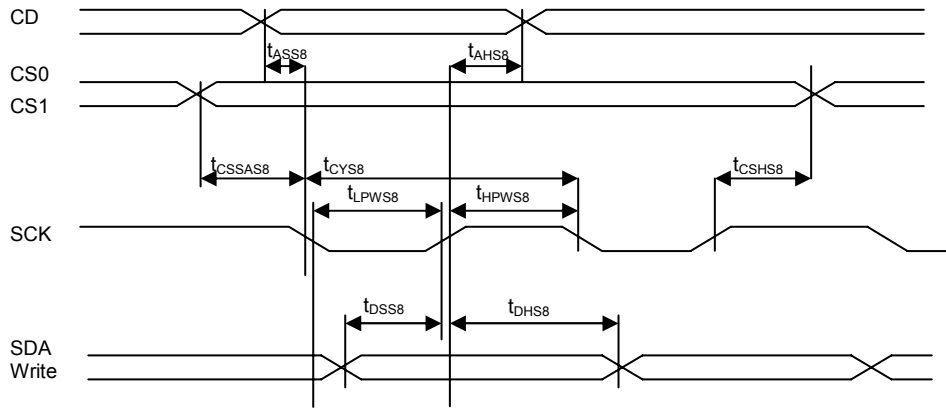 CD
tASS8 tAHS8
CS0
CS1
tCSSAS8 tCYS8 tCSHS8
tLPWS8 tHPWS8
SCK
tDSS8 tDHS8
SDA
Write